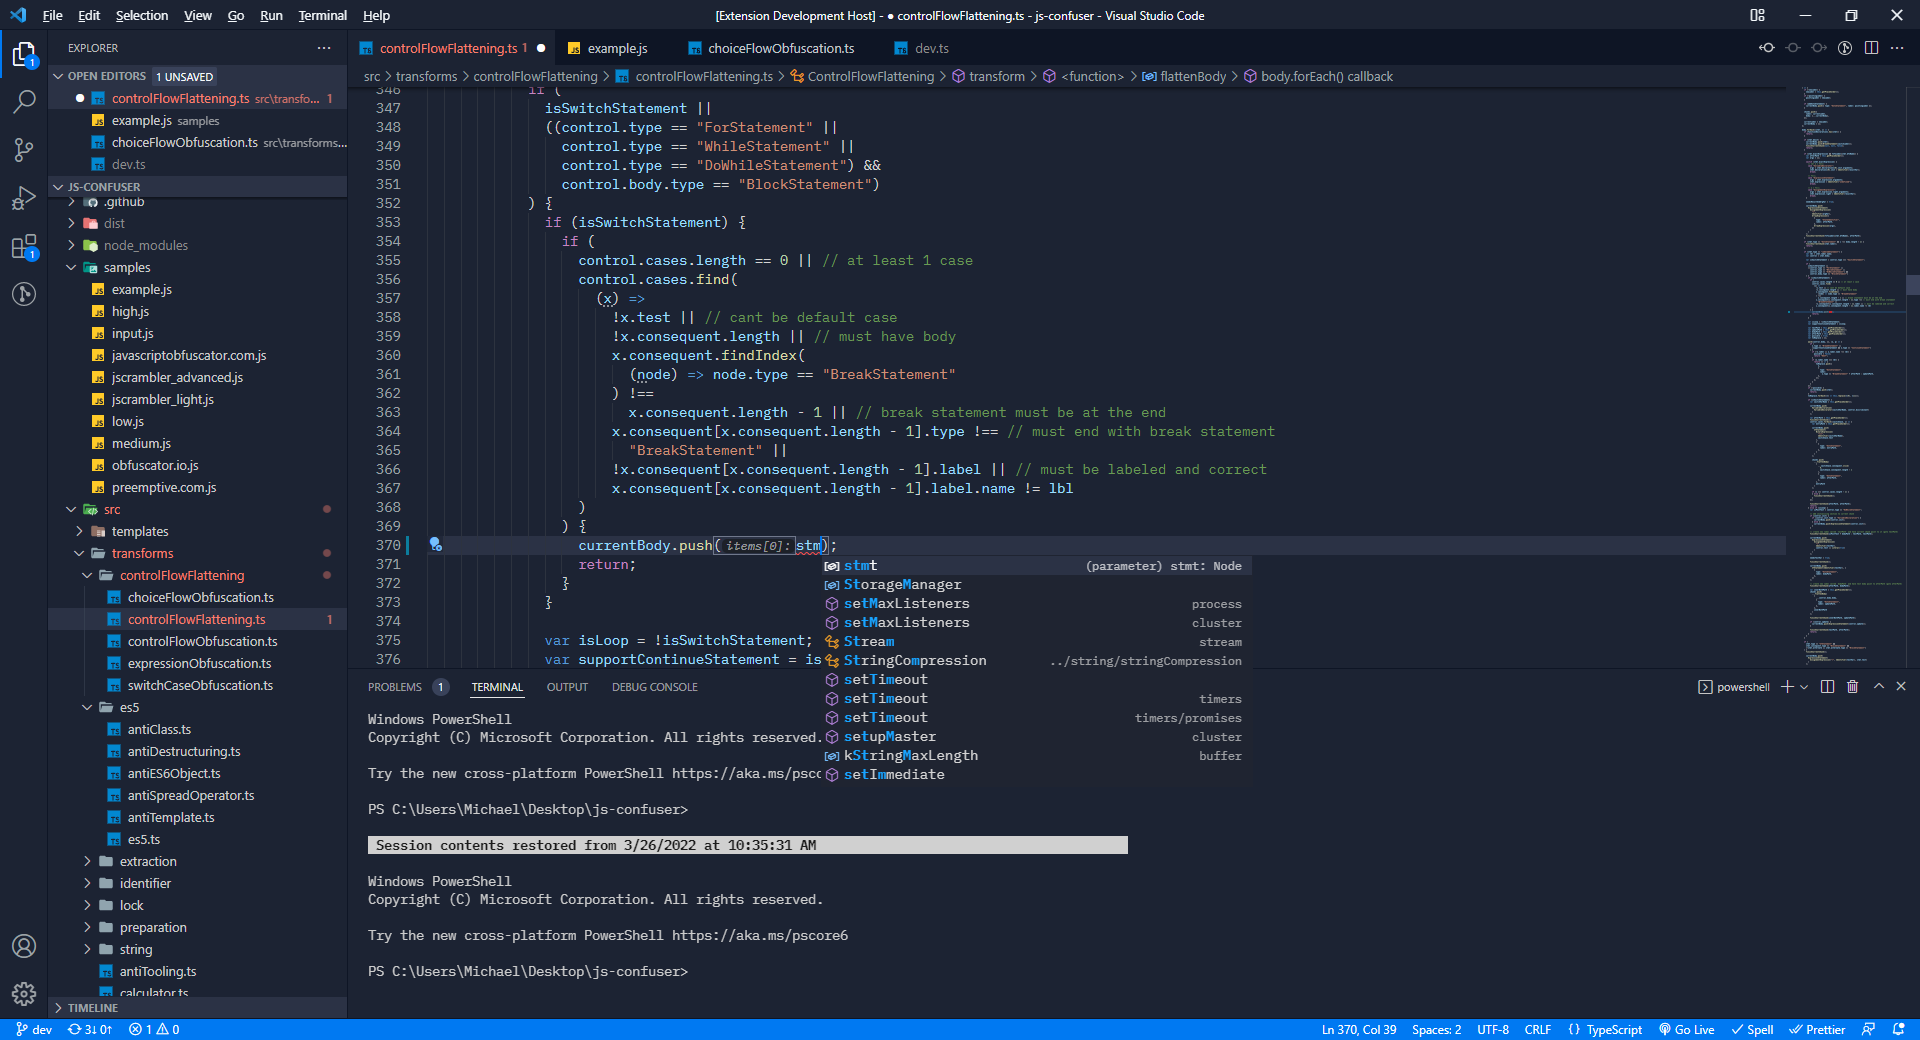 File Edit Selection View Go Run Terminal Help
[Extension Development Host] - ● controlFlowFlattening.ts - js-confuser - Visual Studio Code
EXPLORER
OPEN EDITORS 1 UNSAVED
controlFlowFlattening.ts src\transfo... 1
example.js samples
choiceFlowObfuscation.ts src\transforms...
dev.ts
JS-CONFUSER
.github
dist
node_modules
samples
example.js
high.js
input.js
javascriptobfuscator.com.js
jscrambler_advanced.js
jscrambler_light.js
low.js
medium.js
obfuscator.io.js
preemptive.com.js
src
templates
transforms
controlFlowFlattening
choiceFlowObfuscation.ts
controlFlowFlattening.ts 1
controlFlowObfuscation.ts
expressionObfuscation.ts
switchCaseObfuscation.ts
es5
antiClass.ts
antiDestructuring.ts
antiES6Object.ts
antiSpreadOperator.ts
antiTemplate.ts
es5.ts
extraction
identifier
lock
preparation
string
antiTooling.ts
calculator.ts
TIMELINE
controlFlowFlattening.ts 1
example.js
choiceFlowObfuscation.ts
dev.ts
src > transforms > controlFlowFlattening > controlFlowFlattening.ts > ControlFlowFlattening > transform > <function> > flattenBody > body.forEach() callback
346 if (
347 isSwitchStatement ||
348 ((control.type == "ForStatement" ||
349 control.type == "WhileStatement" ||
350 control.type == "DoWhileStatement") &&
351 control.body.type == "BlockStatement")
352 ) {
353 if (isSwitchStatement) {
354 if (
355 control.cases.length == 0 || // at least 1 case
356 control.cases.find(
357 (x) =>
358 !x.test || // cant be default case
359 !x.consequent.length || // must have body
360 x.consequent.findIndex(
361 (node) => node.type == "BreakStatement"
362 ) !==
363 x.consequent.length - 1 || // break statement must be at the end
364 x.consequent[x.consequent.length - 1].type !== // must end with break statement
365 "BreakStatement" ||
366 !x.consequent[x.consequent.length - 1].label || // must be labeled and correct
367 x.consequent[x.consequent.length - 1].label.name != lbl
368 )
369 ) {
370 currentBody.push(items[0]: stm);
371 return;
372 }
373 }
374
375 var isLoop = !isSwitchStatement;
376 var supportContinueStatement = is
stmt (parameter) stmt: Node
StorageManager
setMaxListeners process
setMaxListeners cluster
Stream stream
StringCompression ../string/stringCompression
setTimeout
setTimeout timers
setTimeout timers/promises
setupMaster cluster
kStringMaxLength buffer
setImmediate
PROBLEMS 1 TERMINAL OUTPUT DEBUG CONSOLE
powershell
Windows PowerShell
Copyright (C) Microsoft Corporation. All rights reserved.
Try the new cross-platform PowerShell https://aka.ms/psco
PS C:\Users\Michael\Desktop\js-confuser>
Session contents restored from 3/26/2022 at 10:35:31 AM
Windows PowerShell
Copyright (C) Microsoft Corporation. All rights reserved.
Try the new cross-platform PowerShell https://aka.ms/pscore6
PS C:\Users\Michael\Desktop\js-confuser>
dev 3↓ 0↑ 1 0
Ln 370, Col 39 Spaces: 2 UTF-8 CRLF {} TypeScript Go Live Spell Prettier